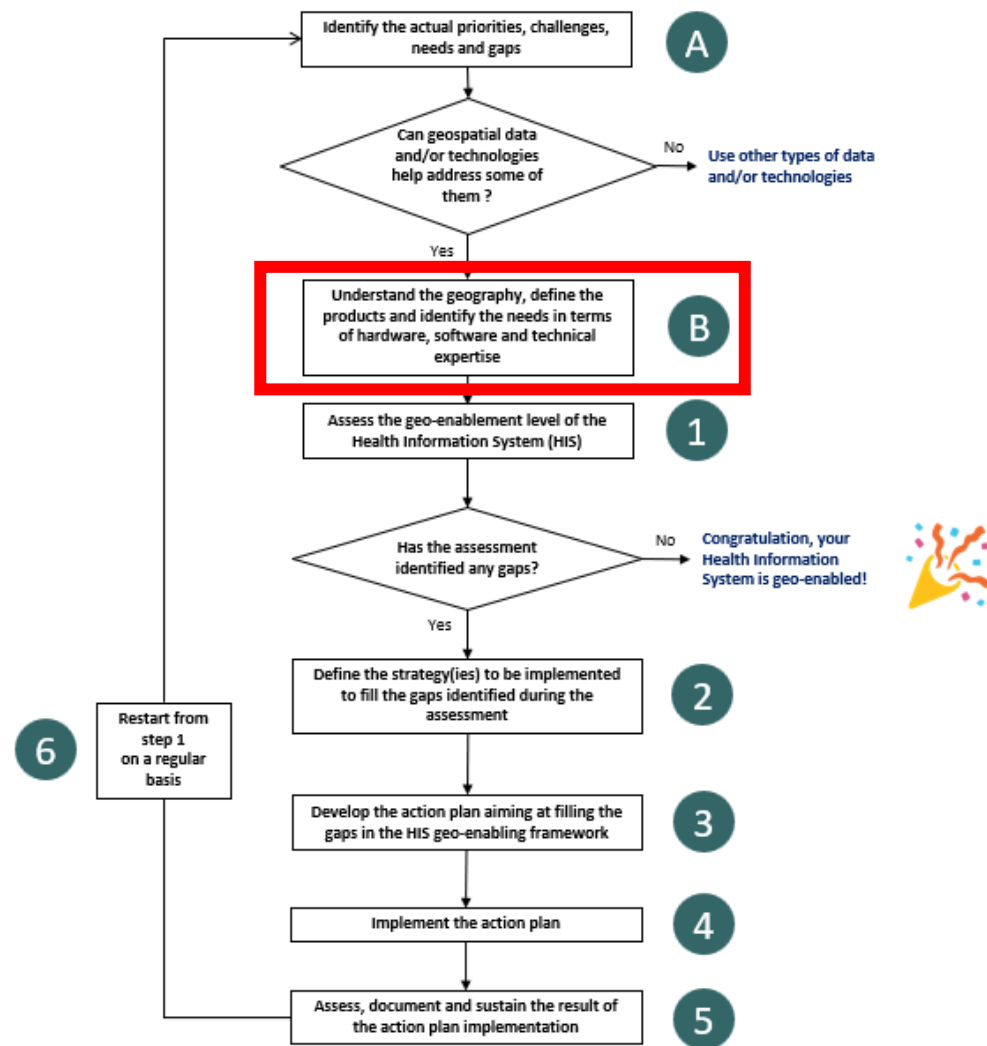 Identify the actual priorities, challenges,
needs and gaps
A
Can geospatial data
and/or technologies
help address some of
them ?
No
Use other types of data
and/or technologies
Yes
Understand the geography, define the
products and identify the needs in terms
of hardware, software and technical
expertise
B
Assess the geo-enablement level of the
Health Information System (HIS)
1
Has the assessment
identified any gaps?
No
Congratulation, your
Health Information
System is geo-enabled!
Yes
Define the strategy(ies) to be implemented
to fill the gaps identified during the
assessment
2
6
Restart from
step 1
on a regular
basis
Develop the action plan aiming at filling the
gaps in the HIS geo-enabling framework
3
Implement the action plan
4
Assess, document and sustain the result of
the action plan implementation
5